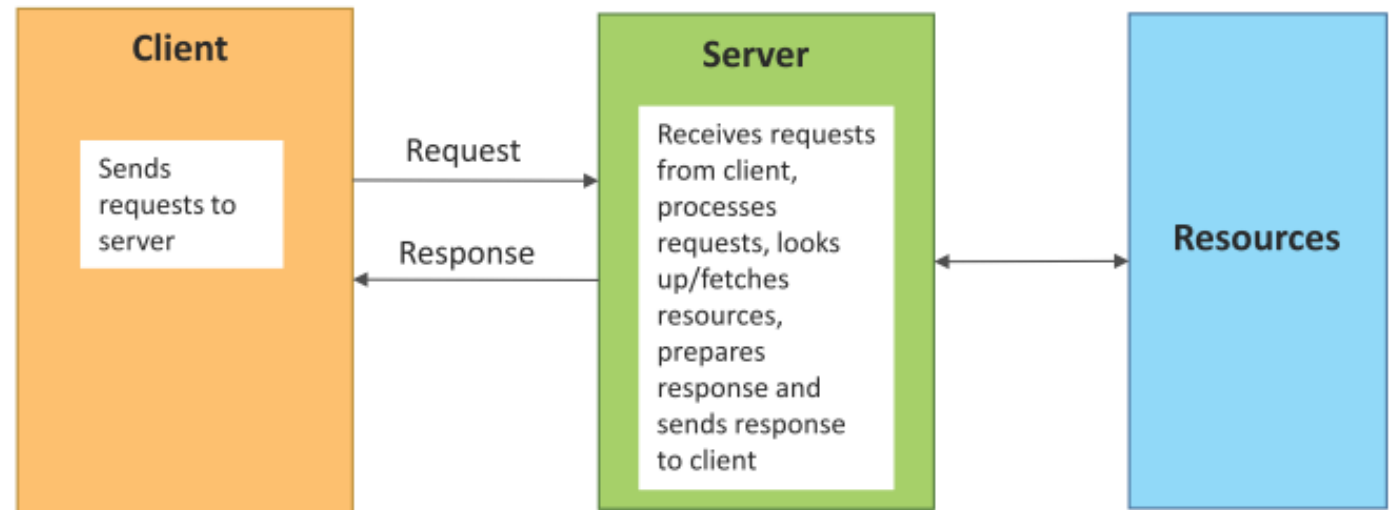 Client
Sends
requests to
server
Request
Response
Server
Receives requests
from client,
processes
requests, looks
up/fetches
resources,
prepares
response and
sends response
to client
Resources